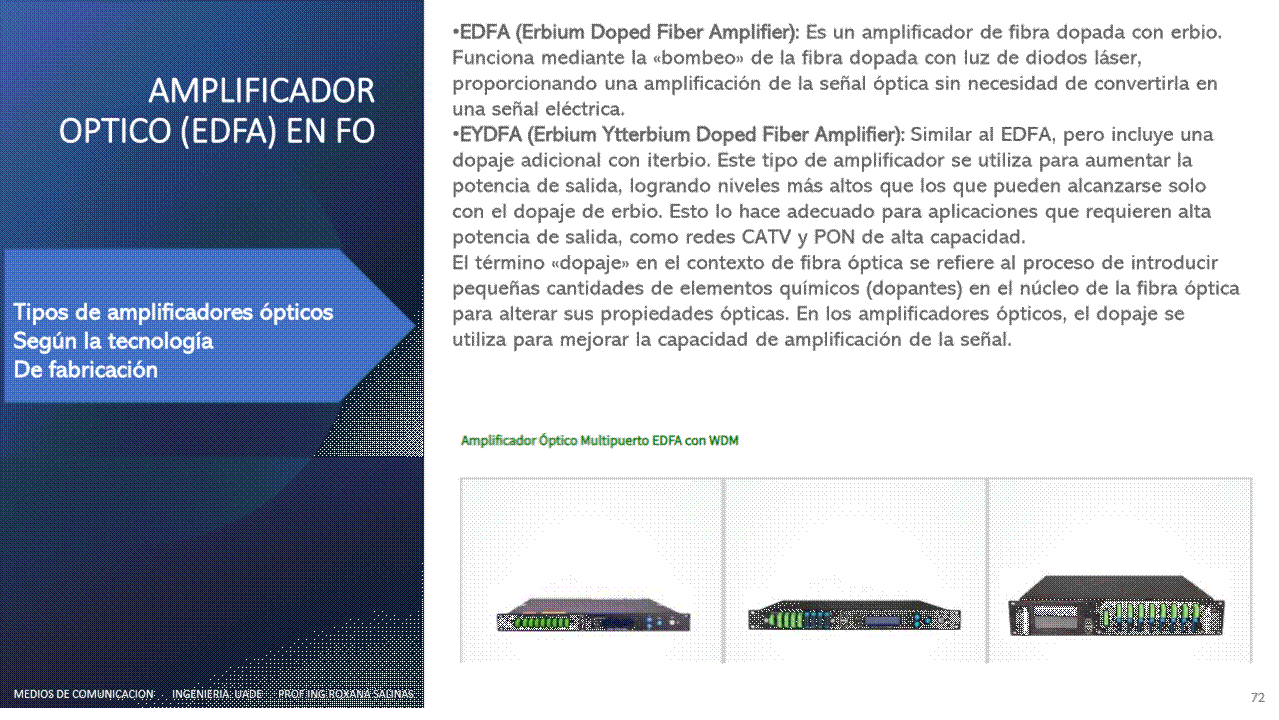 AMPLIFICADOR
OPTICO (EDFA) EN FO
Tipos de amplificadores ópticos
Según la tecnología
De fabricación
•EDFA (Erbium Doped Fiber Amplifier): Es un amplificador de fibra dopada con erbio.
Funciona mediante la «bombeo» de la fibra dopada con luz de diodos láser,
proporcionando una amplificación de la señal óptica sin necesidad de convertirla en
una señal eléctrica.
•EYDFA (Erbium Ytterbium Doped Fiber Amplifier): Similar al EDFA, pero incluye una
dopaje adicional con iterbio. Este tipo de amplificador se utiliza para aumentar la
potencia de salida, logrando niveles más altos que los que pueden alcanzarse solo
con el dopaje de erbio. Esto lo hace adecuado para aplicaciones que requieren alta
potencia de salida, como redes CATV y PON de alta capacidad.
El término «dopaje» en el contexto de fibra óptica se refiere al proceso de introducir
pequeñas cantidades de elementos químicos (dopantes) en el núcleo de la fibra óptica
para alterar sus propiedades ópticas. En los amplificadores ópticos, el dopaje se
utiliza para mejorar la capacidad de amplificación de la señal.
Amplificador Óptico Multipuerto EDFA con WDM
MEDIOS DE COMUNICACION INGENIERIA UADE PROF ING ROXANA SALINAS
72